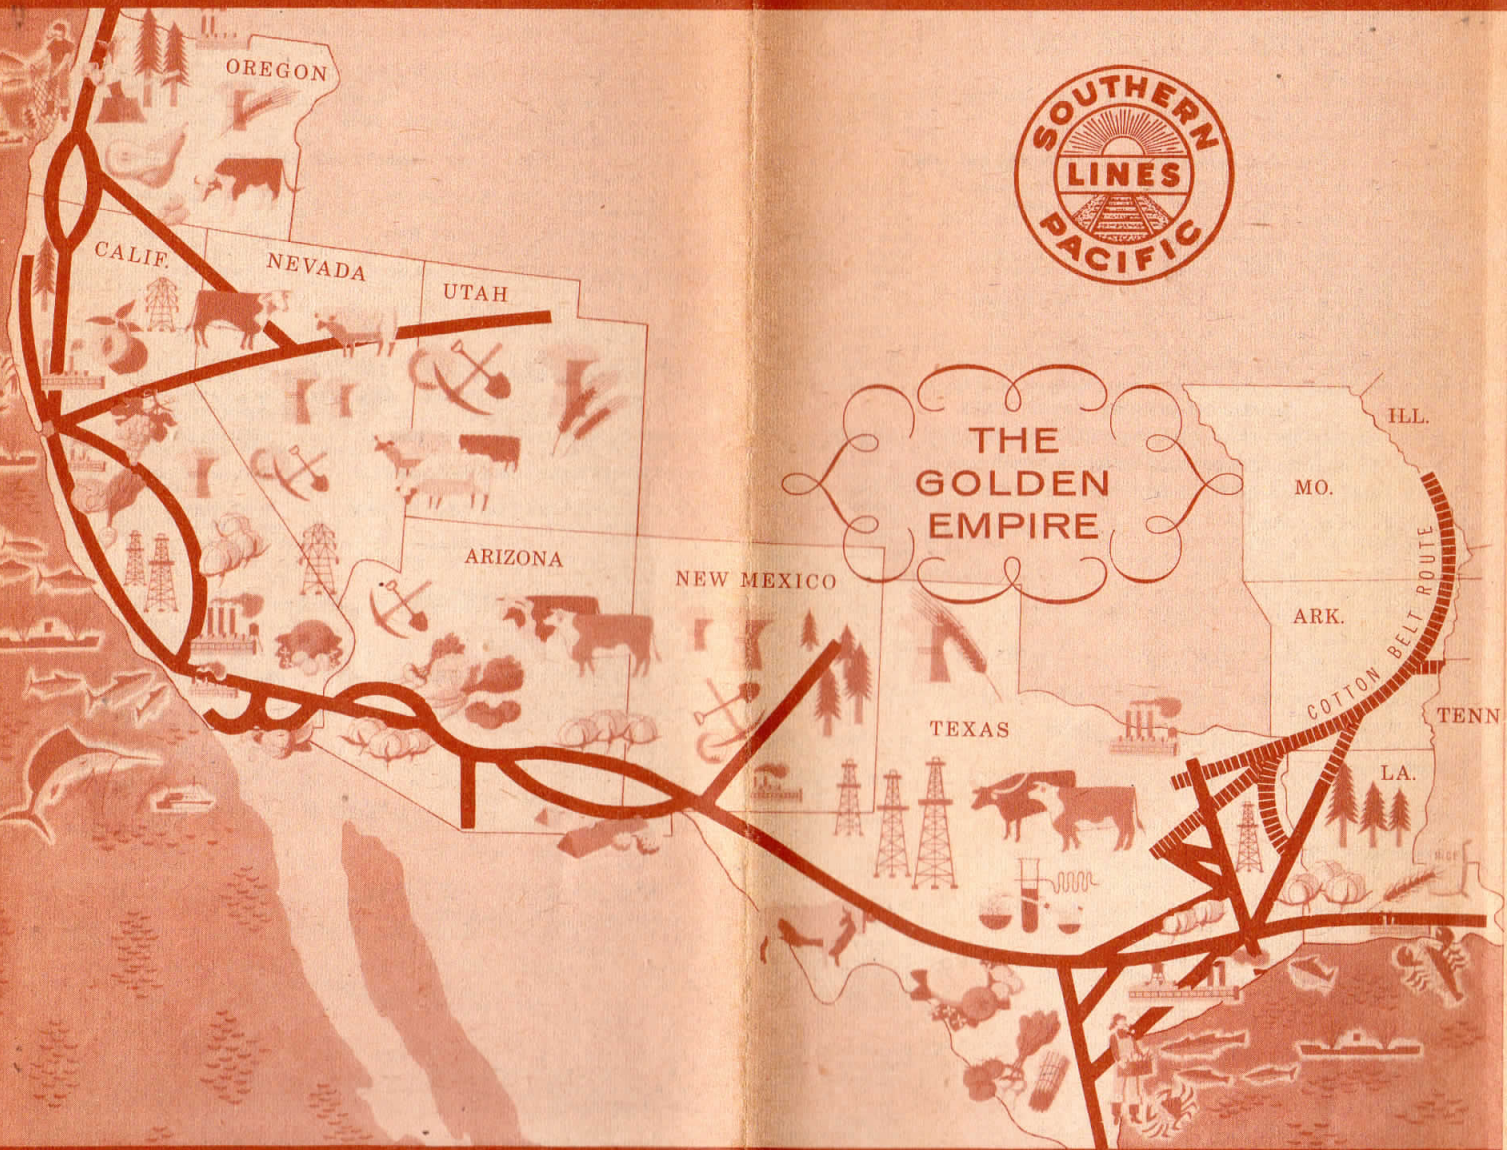 OREGON
CALIF.
NEVADA
UTAH
ARIZONA
NEW MEXICO
SOUTHERN
LINES
PACIFIC
THE
GOLDEN
EMPIRE
MO.
ILL.
ARK.
COTTON BELT ROUTE
TENN
TEXAS
LA.
RICE